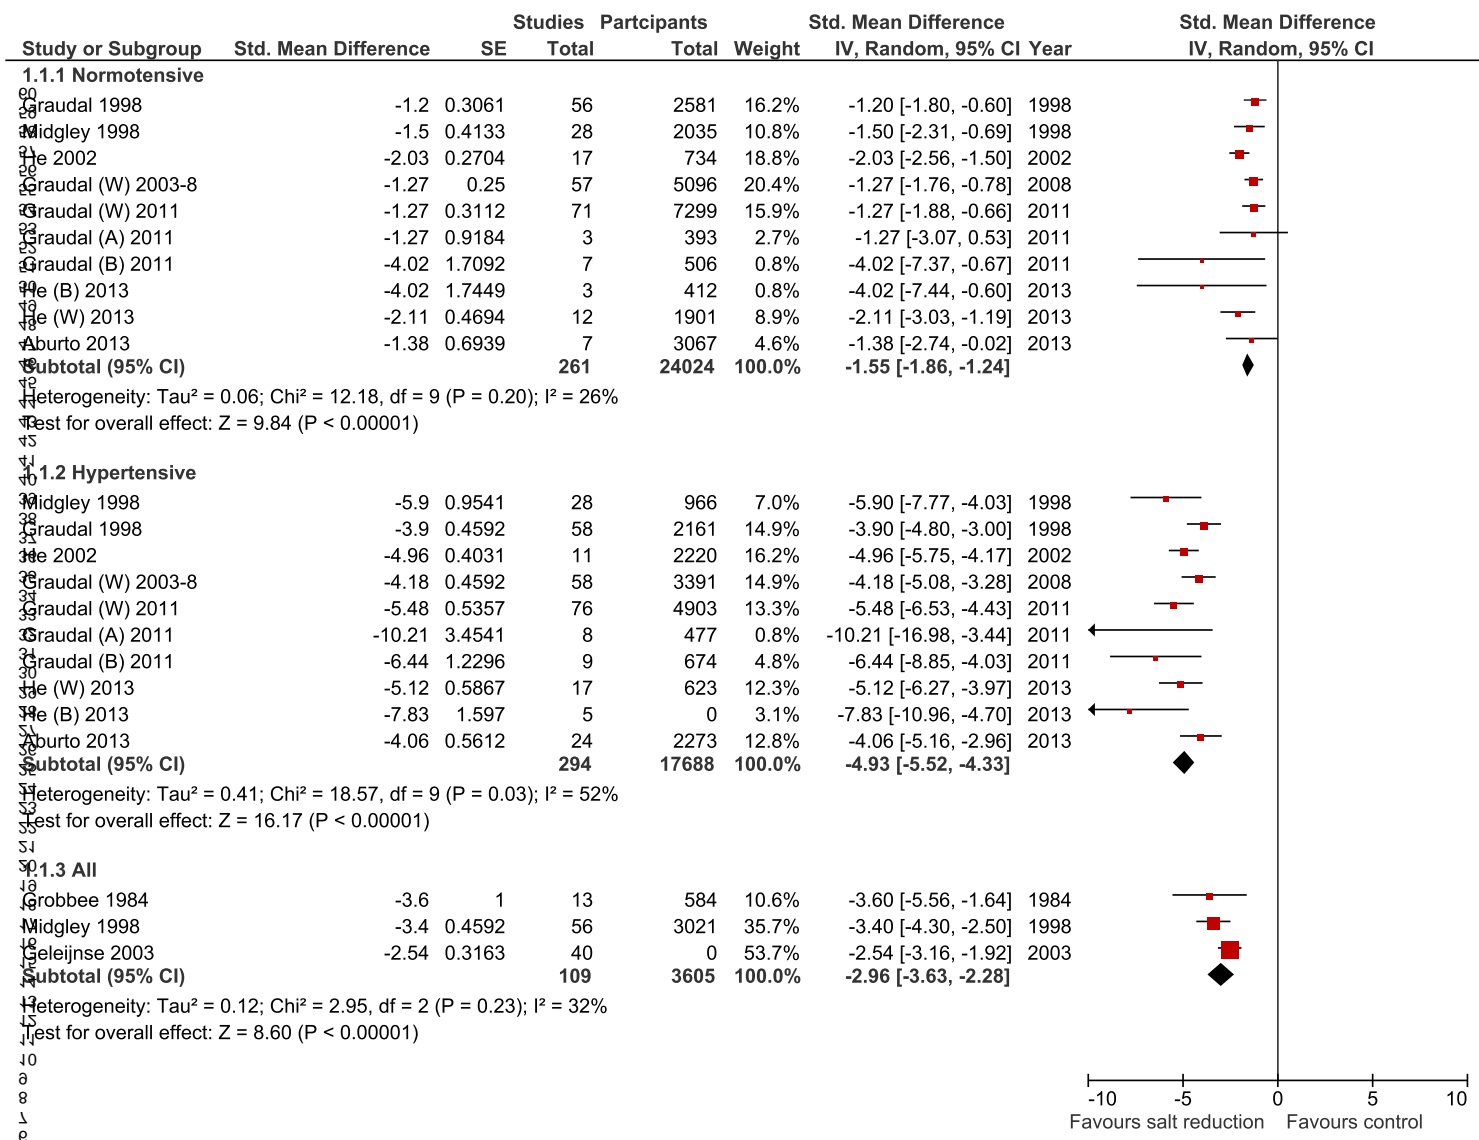 Studies Partcipants Std. Mean Difference Std. Mean Difference
Study or Subgroup Std. Mean Difference SE Total Total Weight IV, Random, 95% CI Year IV, Random, 95% CI
1.1.1 Normotensive
Graudal 1998 -1.2 0.3061 56 2581 16.2% -1.20 [-1.80, -0.60] 1998
Midgley 1998 -1.5 0.4133 28 2035 10.8% -1.50 [-2.31, -0.69] 1998
He 2002 -2.03 0.2704 17 734 18.8% -2.03 [-2.56, -1.50] 2002
Graudal (W) 2003-8 -1.27 0.25 57 5096 20.4% -1.27 [-1.76, -0.78] 2008
Graudal (W) 2011 -1.27 0.3112 71 7299 15.9% -1.27 [-1.88, -0.66] 2011
Graudal (A) 2011 -1.27 0.9184 3 393 2.7% -1.27 [-3.07, 0.53] 2011
Graudal (B) 2011 -4.02 1.7092 7 506 0.8% -4.02 [-7.37, -0.67] 2011
He (B) 2013 -4.02 1.7449 3 412 0.8% -4.02 [-7.44, -0.60] 2013
He (W) 2013 -2.11 0.4694 12 1901 8.9% -2.11 [-3.03, -1.19] 2013
Aburto 2013 -1.38 0.6939 7 3067 4.6% -1.38 [-2.74, -0.02] 2013
Subtotal (95% CI) 261 24024 100.0% -1.55 [-1.86, -1.24]
Heterogeneity: Tau² = 0.06; Chi² = 12.18, df = 9 (P = 0.20); I² = 26%
Test for overall effect: Z = 9.84 (P < 0.00001)
1.1.2 Hypertensive
Midgley 1998 -5.9 0.9541 28 966 7.0% -5.90 [-7.77, -4.03] 1998
Graudal 1998 -3.9 0.4592 58 2161 14.9% -3.90 [-4.80, -3.00] 1998
He 2002 -4.96 0.4031 11 2220 16.2% -4.96 [-5.75, -4.17] 2002
Graudal (W) 2003-8 -4.18 0.4592 58 3391 14.9% -4.18 [-5.08, -3.28] 2008
Graudal (W) 2011 -5.48 0.5357 76 4903 13.3% -5.48 [-6.53, -4.43] 2011
Graudal (A) 2011 -10.21 3.4541 8 477 0.8% -10.21 [-16.98, -3.44] 2011
Graudal (B) 2011 -6.44 1.2296 9 674 4.8% -6.44 [-8.85, -4.03] 2011
He (W) 2013 -5.12 0.5867 17 623 12.3% -5.12 [-6.27, -3.97] 2013
He (B) 2013 -7.83 1.597 5 0 3.1% -7.83 [-10.96, -4.70] 2013
Aburto 2013 -4.06 0.5612 24 2273 12.8% -4.06 [-5.16, -2.96] 2013
Subtotal (95% CI) 294 17688 100.0% -4.93 [-5.52, -4.33]
Heterogeneity: Tau² = 0.41; Chi² = 18.57, df = 9 (P = 0.03); I² = 52%
Test for overall effect: Z = 16.17 (P < 0.00001)
1.1.3 All
Grobbee 1984 -3.6 1 13 584 10.6% -3.60 [-5.56, -1.64] 1984
Midgley 1998 -3.4 0.4592 56 3021 35.7% -3.40 [-4.30, -2.50] 1998
Geleijnse 2003 -2.54 0.3163 40 0 53.7% -2.54 [-3.16, -1.92] 2003
Subtotal (95% CI) 109 3605 100.0% -2.96 [-3.63, -2.28]
Heterogeneity: Tau² = 0.12; Chi² = 2.95, df = 2 (P = 0.23); I² = 32%
Test for overall effect: Z = 8.60 (P < 0.00001)
10
9
8
7
6
-10 -5 0 5 10
Favours salt reduction Favours control